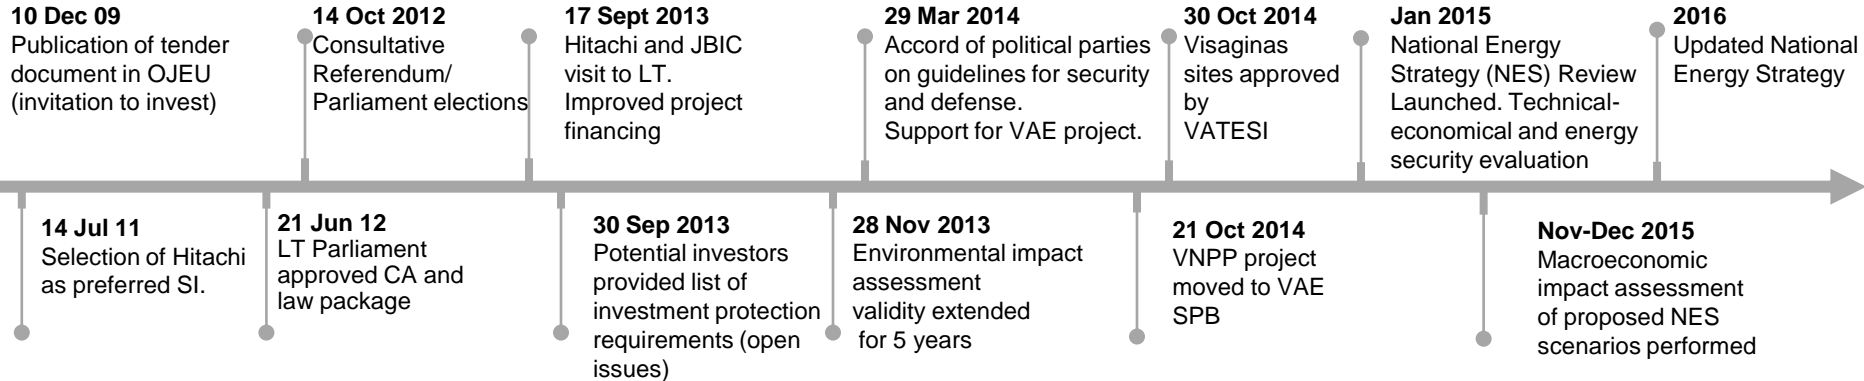 10 Dec 09
Publication of tender
document in OJEU
(invitation to invest)
14 Oct 2012
Consultative
Referendum/
Parliament elections
17 Sept 2013
Hitachi and JBIC
visit to LT.
Improved project
financing
29 Mar 2014
Accord of political parties
on guidelines for security
and defense.
Support for VAE project.
30 Oct 2014
Visaginas
sites approved
by
VATESI
Jan 2015
National Energy
Strategy (NES) Review
Launched. Technical-
economical and energy
security evaluation
2016
Updated National
Energy Strategy
14 Jul 11
Selection of Hitachi
as preferred SI.
21 Jun 12
LT Parliament
approved CA and
law package
30 Sep 2013
Potential investors
provided list of
investment protection
requirements (open
issues)
28 Nov 2013
Environmental impact
assessment
validity extended
for 5 years
21 Oct 2014
VNPP project
moved to VAE
SPB
Nov-Dec 2015
Macroeconomic
impact assessment
of proposed NES
scenarios performed